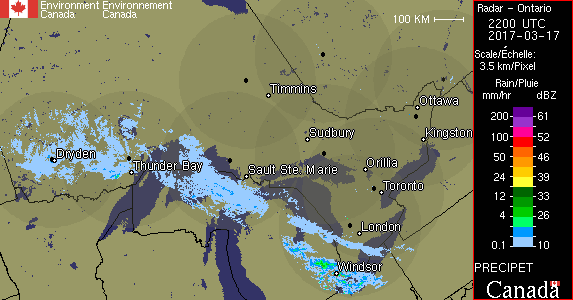 Environment Environnement
Canada Canada
100 KM
Timmins
Ottawa
Sudbury
Kingston
Dryden
Thunder Bay
Sault Ste. Marie
Orillia
Toronto
London
Windsor
Radar - Ontario
2200 UTC
2017-03-17
Scale/Échelle:
3.5 km/Pixel
Rain/Pluie
mm/hr dBZ
200 61
100 52
50 46
24 39
12 33
4 26
0.1 10
PRECIPET
Canada